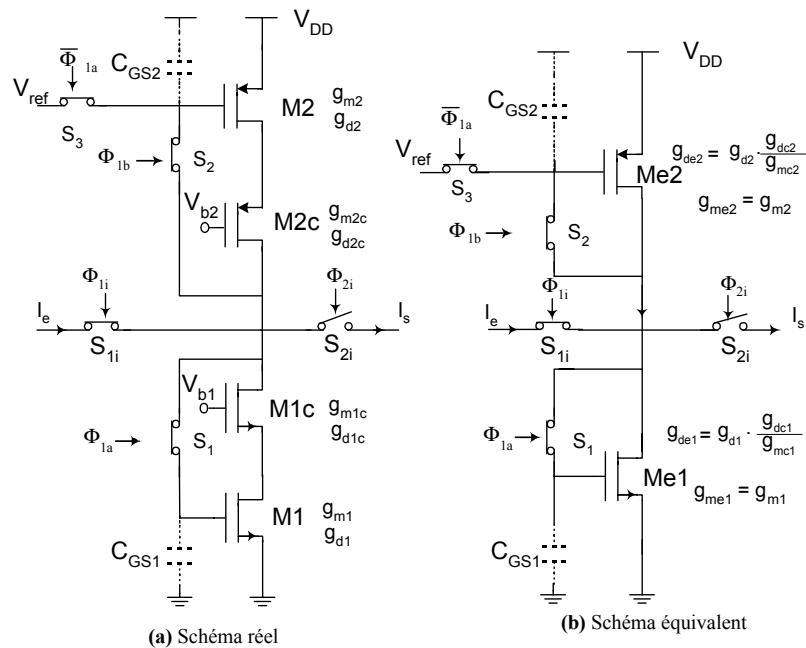 V_DD
Φ̅_1a
C_GS2
V_ref
S_3
M2
g_m2
g_d2
Φ_1b
S_2
V_b2
M2c
g_m2c
g_d2c
Φ_1i
Φ_2i
I_e
I_s
S_1i
S_2i
V_b1
M1c
g_m1c
g_d1c
Φ_1a
S_1
M1
g_m1
g_d1
C_GS1
(a) Schéma réel
V_DD
C_GS2
Φ̅_1a
V_ref
S_3
Me2
g_de2 = g_d2 · g_dc2 / g_mc2
g_me2 = g_m2
Φ_1b
S_2
Φ_1i
Φ_2i
I_e
I_s
S_1i
S_2i
Φ_1a
S_1
g_de1 = g_d1 · g_dc1 / g_mc1
Me1
g_me1 = g_m1
C_GS1
(b) Schéma équivalent